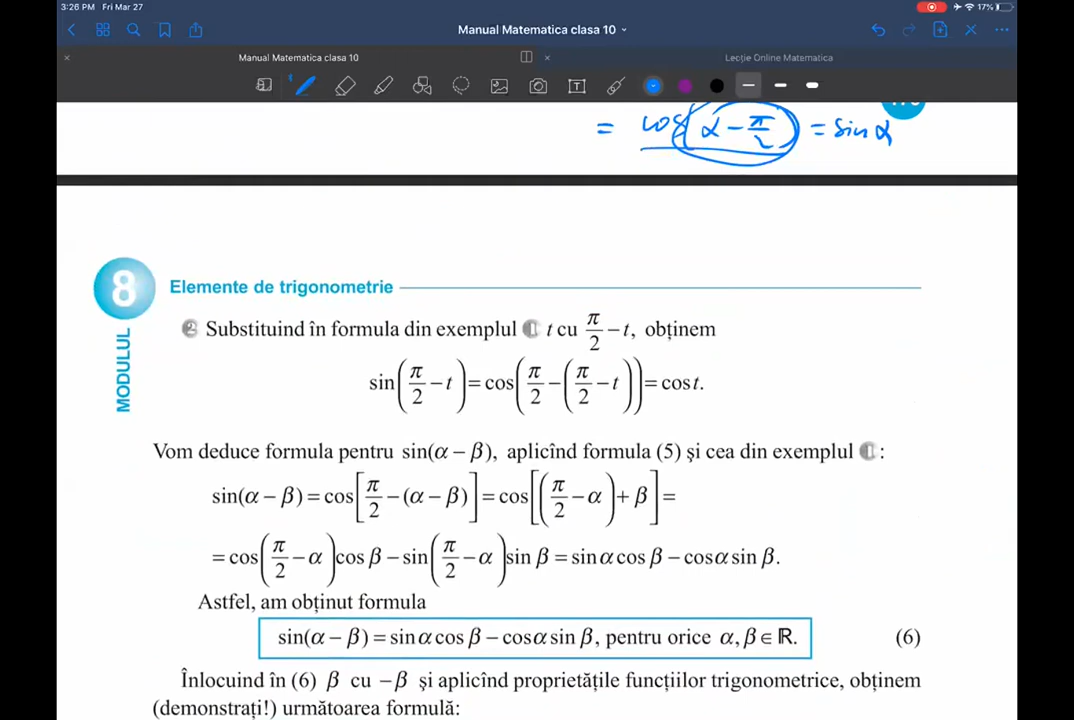 3:26 PM Fri Mar 27
17%
Manual Matematica clasa 10
Manual Matematica clasa 10
Lecție Online Matematica
= cos(α − π/2) = sin α
8
MODULUL
Elemente de trigonometrie
2 Substituind în formula din exemplul 1 t cu π/2 − t, obținem
sin(π/2 − t) = cos(π/2 − (π/2 − t)) = cos t.
Vom deduce formula pentru sin(α − β), aplicînd formula (5) și cea din exemplul 1:
sin(α − β) = cos[π/2 − (α − β)] = cos[(π/2 − α) + β] =
= cos(π/2 − α)cos β − sin(π/2 − α)sin β = sin α cos β − cos α sin β.
Astfel, am obținut formula
sin(α − β) = sin α cos β − cos α sin β, pentru orice α, β ∈ ℝ. (6)
Înlocuind în (6) β cu −β și aplicînd proprietățile funcțiilor trigonometrice, obținem
(demonstrați!) următoarea formulă: